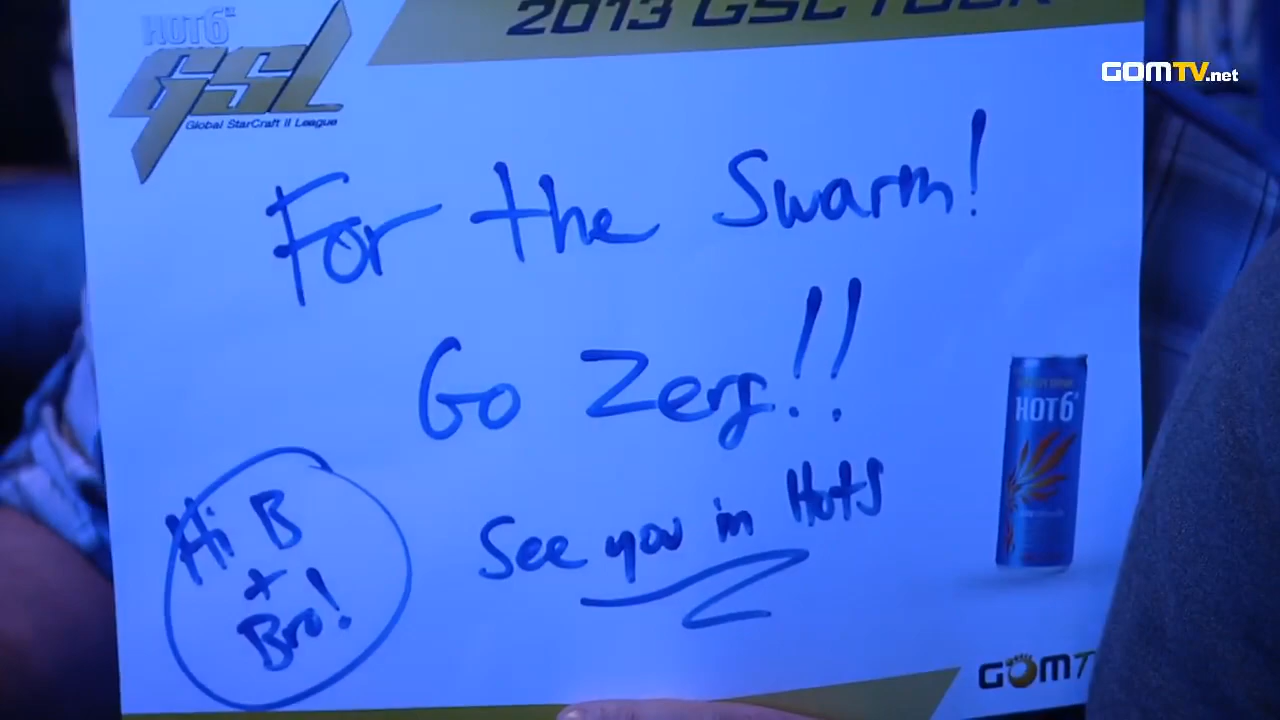 HOT6
GSL
Global StarCraft II League
2013 GSL TOUR
GOMTV.net
For the Swarm!
Go Zerg!!
See you in HotS
Hi B
+
Bro!
HOT6
GOMT